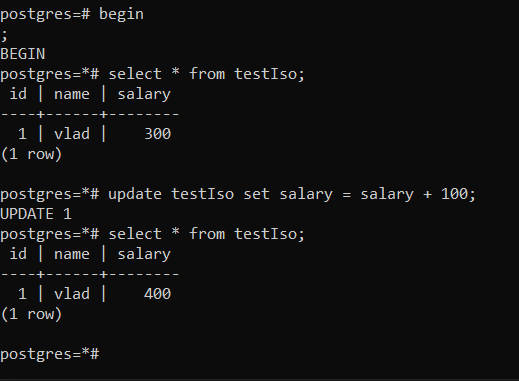 postgres=# begin
;
BEGIN
postgres=*# select * from testIso;
 id | name | salary
----+------+--------
  1 | vlad |    300
(1 row)

postgres=*# update testIso set salary = salary + 100;
UPDATE 1
postgres=*# select * from testIso;
 id | name | salary
----+------+--------
  1 | vlad |    400
(1 row)

postgres=*#